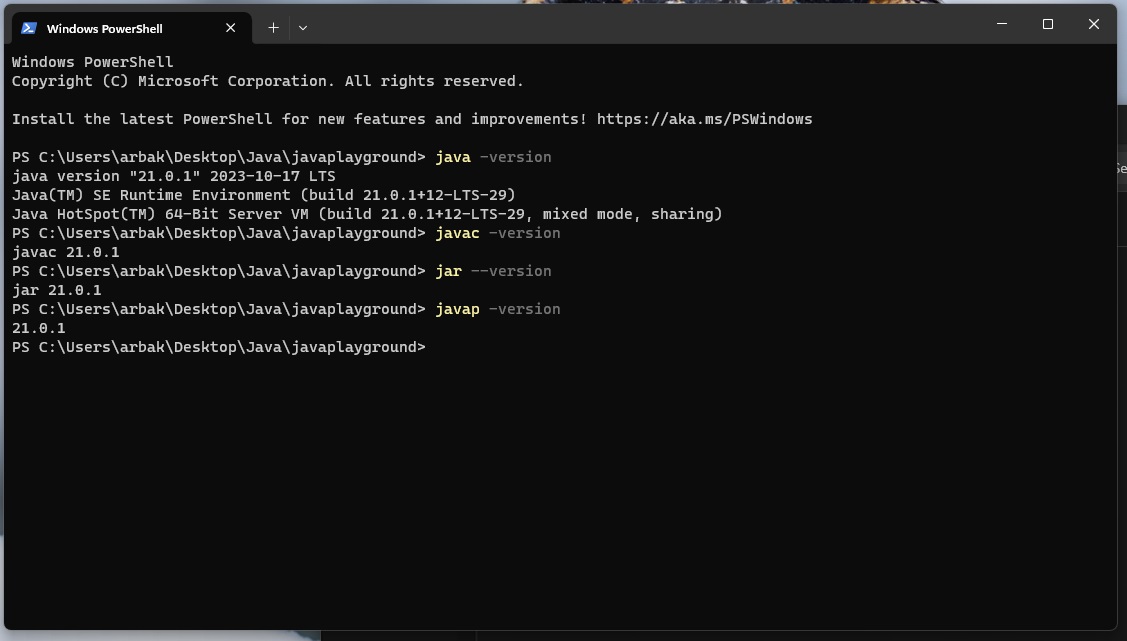 Windows PowerShell
Windows PowerShell
Copyright (C) Microsoft Corporation. All rights reserved.
Install the latest PowerShell for new features and improvements! https://aka.ms/PSWindows
PS C:\Users\arbak\Desktop\Java\javaplayground> java -version
java version "21.0.1" 2023-10-17 LTS
Java(TM) SE Runtime Environment (build 21.0.1+12-LTS-29)
Java HotSpot(TM) 64-Bit Server VM (build 21.0.1+12-LTS-29, mixed mode, sharing)
PS C:\Users\arbak\Desktop\Java\javaplayground> javac -version
javac 21.0.1
PS C:\Users\arbak\Desktop\Java\javaplayground> jar --version
jar 21.0.1
PS C:\Users\arbak\Desktop\Java\javaplayground> javap -version
21.0.1
PS C:\Users\arbak\Desktop\Java\javaplayground>